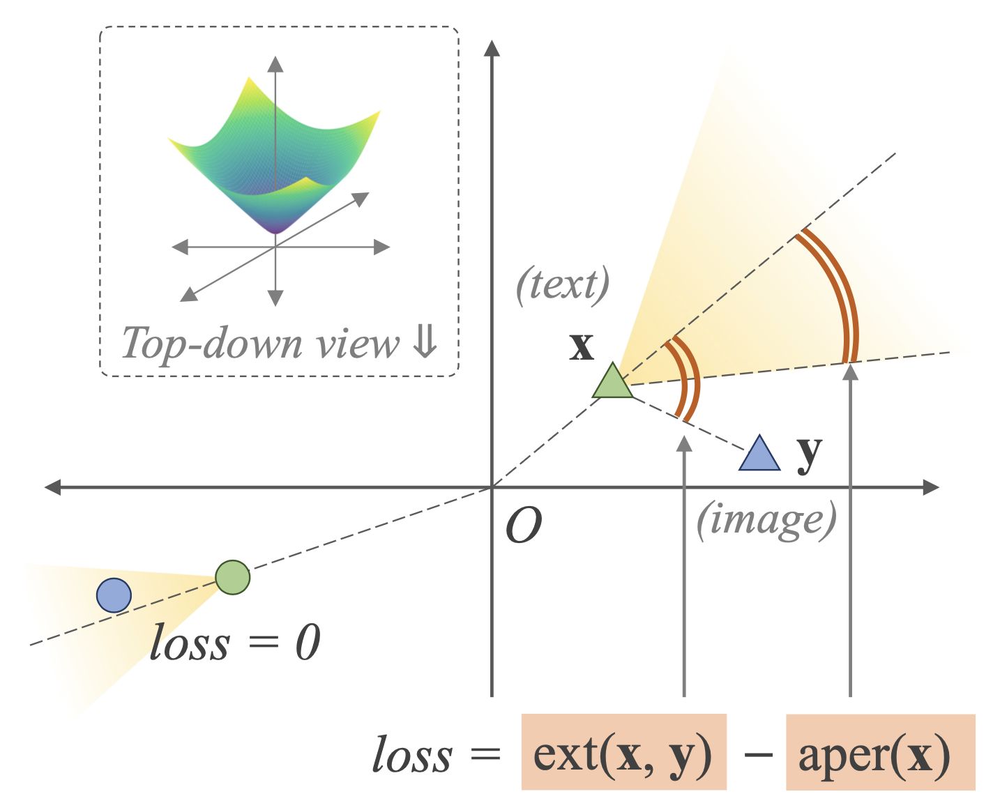 Top-down view ⇓
(text)
x
y
O
(image)
loss = 0
loss = ext(x, y) − aper(x)